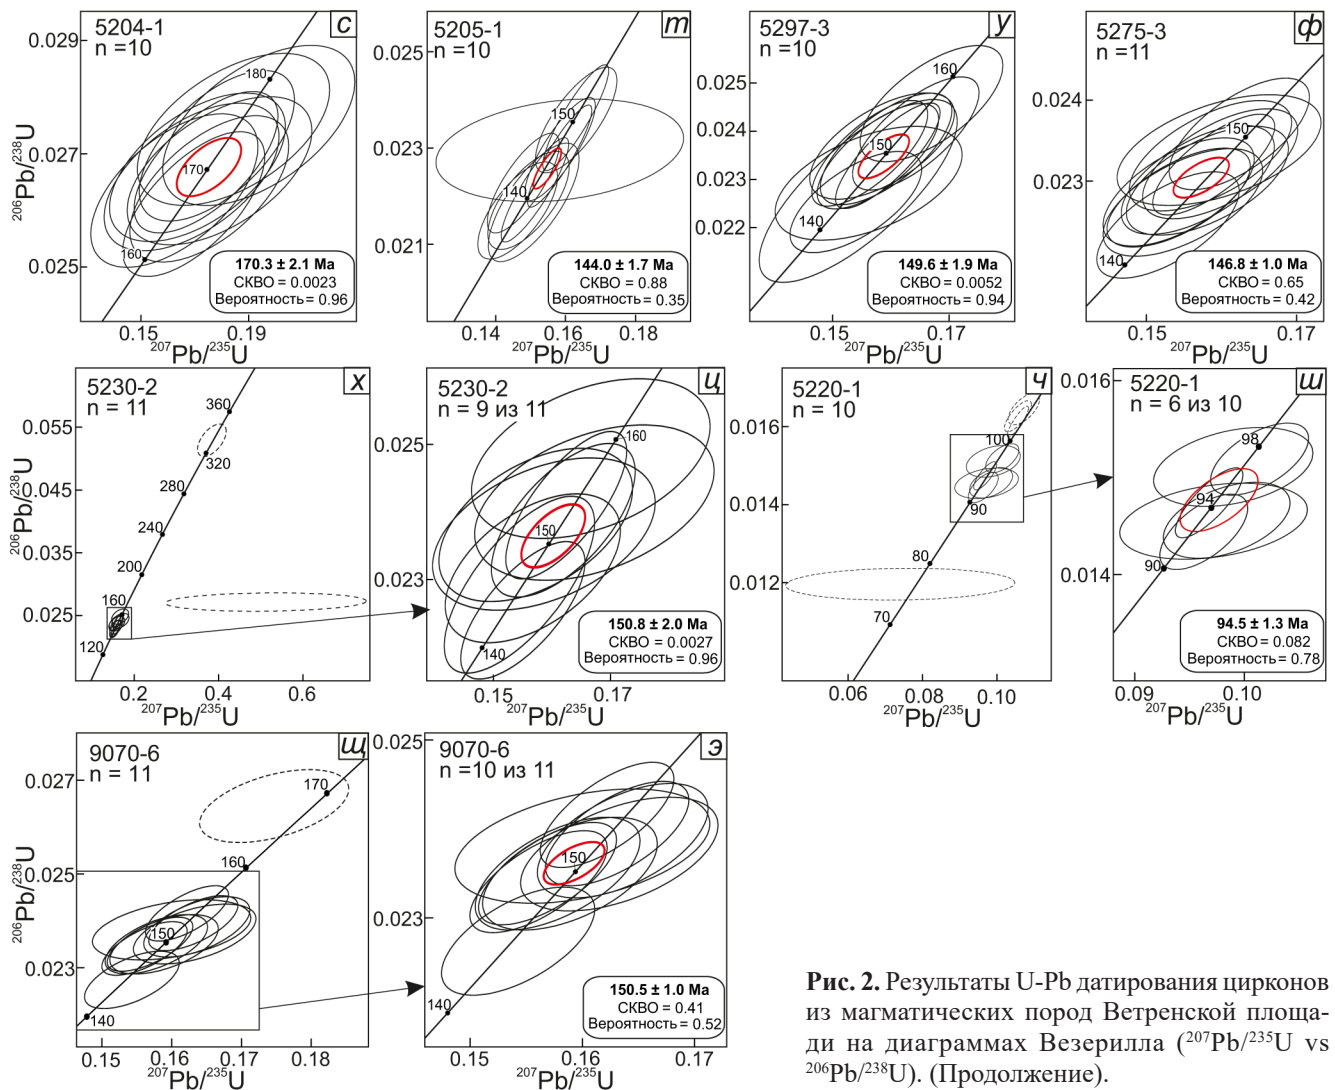 5204-1
n =10
с
0.029
0.027
0.025
²⁰⁶Pb/²³⁸U
180
170
160
170.3 ± 2.1 Ma
СКВО = 0.0023
Вероятность = 0.96
0.15
0.19
²⁰⁷Pb/²³⁵U
5205-1
n =10
т
0.025
0.023
0.021
150
140
144.0 ± 1.7 Ma
СКВО = 0.88
Вероятность = 0.35
0.14
0.16
0.18
²⁰⁷Pb/²³⁵U
5297-3
n =10
у
0.025
0.024
0.023
0.022
160
150
140
149.6 ± 1.9 Ma
СКВО = 0.0052
Вероятность = 0.94
0.15
0.17
²⁰⁷Pb/²³⁵U
5275-3
n =11
ф
0.024
0.023
150
140
146.8 ± 1.0 Ma
СКВО = 0.65
Вероятность = 0.42
0.15
0.17
²⁰⁷Pb/²³⁵U
5230-2
n = 11
х
0.055
0.045
0.035
0.025
²⁰⁶Pb/²³⁸U
360
320
280
240
200
160
120
0.2
0.4
0.6
²⁰⁷Pb/²³⁵U
5230-2
n = 9 из 11
ц
0.025
0.023
160
150
140
150.8 ± 2.0 Ma
СКВО = 0.0027
Вероятность = 0.96
0.15
0.17
²⁰⁷Pb/²³⁵U
5220-1
n = 10
ч
0.016
0.014
0.012
100
90
80
70
0.06
0.08
0.10
²⁰⁷Pb/²³⁵U
5220-1
n = 6 из 10
ш
0.016
0.014
98
94
90
94.5 ± 1.3 Ma
СКВО = 0.082
Вероятность = 0.78
0.09
0.10
²⁰⁷Pb/²³⁵U
9070-6
n = 11
щ
0.027
0.025
0.023
²⁰⁶Pb/²³⁸U
170
160
150
140
0.15
0.16
0.17
0.18
²⁰⁷Pb/²³⁵U
9070-6
n =10 из 11
э
0.025
0.023
150
140
150.5 ± 1.0 Ma
СКВО = 0.41
Вероятность = 0.52
0.15
0.16
0.17
²⁰⁷Pb/²³⁵U
Рис. 2. Результаты U-Pb датирования цирконов
из магматических пород Ветренской площа-
ди на диаграммах Везерилла (²⁰⁷Pb/²³⁵U vs
²⁰⁶Pb/²³⁸U). (Продолжение).